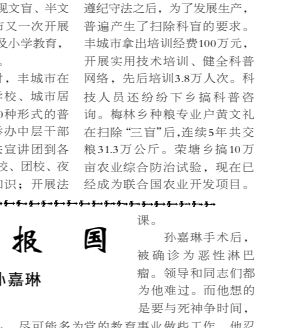 现文盲、半文
市又一次开展
及小学教育,
,丰城市在
学校、城市居
0种形式的普
举办中层干部
宣讲团到各
校、团校、夜
识;开展法
遵纪守法之后,为了发展生产,
普遍产生了扫除科盲的要求。
丰城市拿出培训经费100万元,
开展实用技术培训、健全科普
网络,先后培训3.8万人次。科
技人员还纷纷下乡搞科普咨
询。梅林乡种粮专业户黄文礼
在扫除“三盲”后,连续5年共交
粮31.3万公斤。荣塘乡搞10万
亩农业综合防治试验,现在已
经成为联合国农业开发项目。
报 国
孙嘉琳
课。
孙嘉琳手术后,
被确诊为恶性淋巴
瘤。领导和同志们都
为他难过。而他想的
是要与死神争时间,
尽可能多为党的教育事业做些工作。他忍